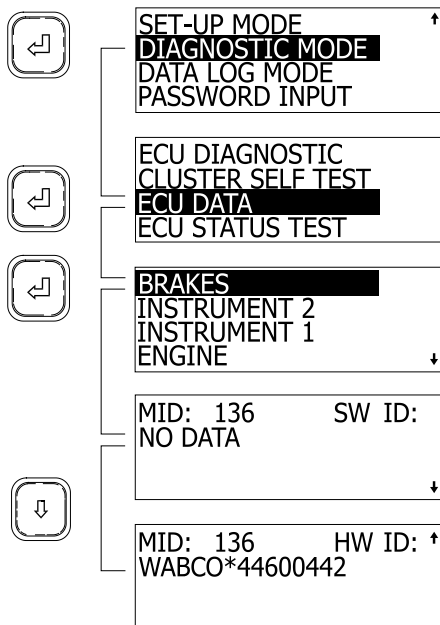 SET-UP MODE
DIAGNOSTIC MODE
DATA LOG MODE
PASSWORD INPUT
ECU DIAGNOSTIC
CLUSTER SELF TEST
ECU DATA
ECU STATUS TEST
BRAKES
INSTRUMENT 2
INSTRUMENT 1
ENGINE
MID: 136 SW ID:
NO DATA
MID: 136 HW ID:
WABCO*44600442